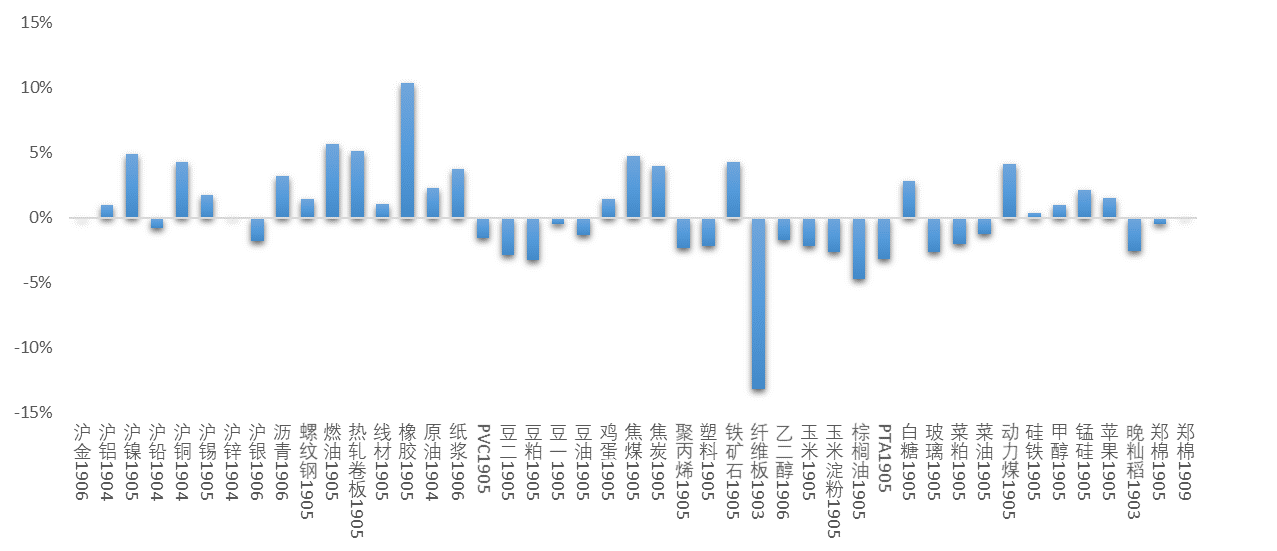 15%
10%
5%
0%
-5%
-10%
-15%
沪金1906
沪铝1904
沪镍1905
沪铅1904
沪铜1904
沪锡1905
沪锌1904
沪银1906
沥青1906
螺纹钢1905
燃油1905
热轧卷板1905
线材1905
橡胶1905
原油1904
纸浆1906
PVC1905
豆二1905
豆粕1905
豆一1905
豆油1905
鸡蛋1905
焦煤1905
焦炭1905
聚丙烯1905
塑料1905
铁矿石1905
纤维板1903
乙二醇1906
玉米1905
玉米淀粉1905
棕榈油1905
PTA1905
白糖1905
玻璃1905
菜粕1905
菜油1905
动力煤1905
硅铁1905
甲醇1905
锰硅1905
苹果1905
晚籼稻1903
郑棉1905
郑棉1909